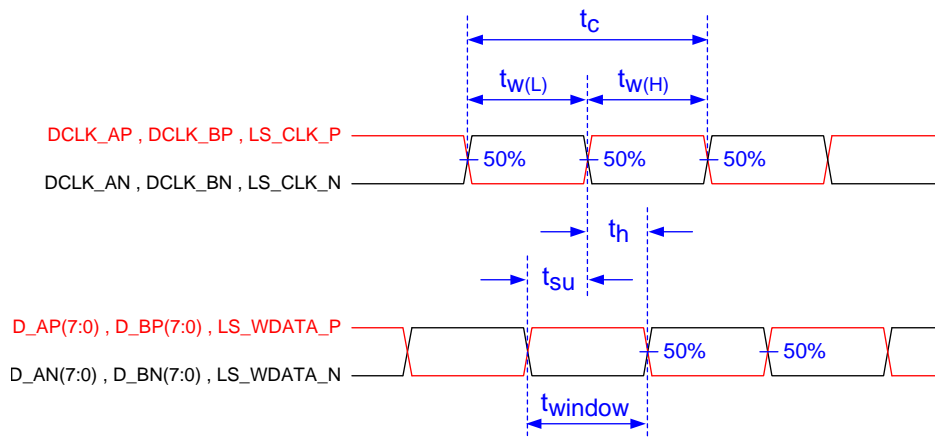 tc
tw(L) tw(H)
DCLK_AP , DCLK_BP , LS_CLK_P
50% 50% 50%
DCLK_AN , DCLK_BN , LS_CLK_N
th
tsu
D_AP(7:0) , D_BP(7:0) , LS_WDATA_P
50% 50%
D_AN(7:0) , D_BN(7:0) , LS_WDATA_N
twindow